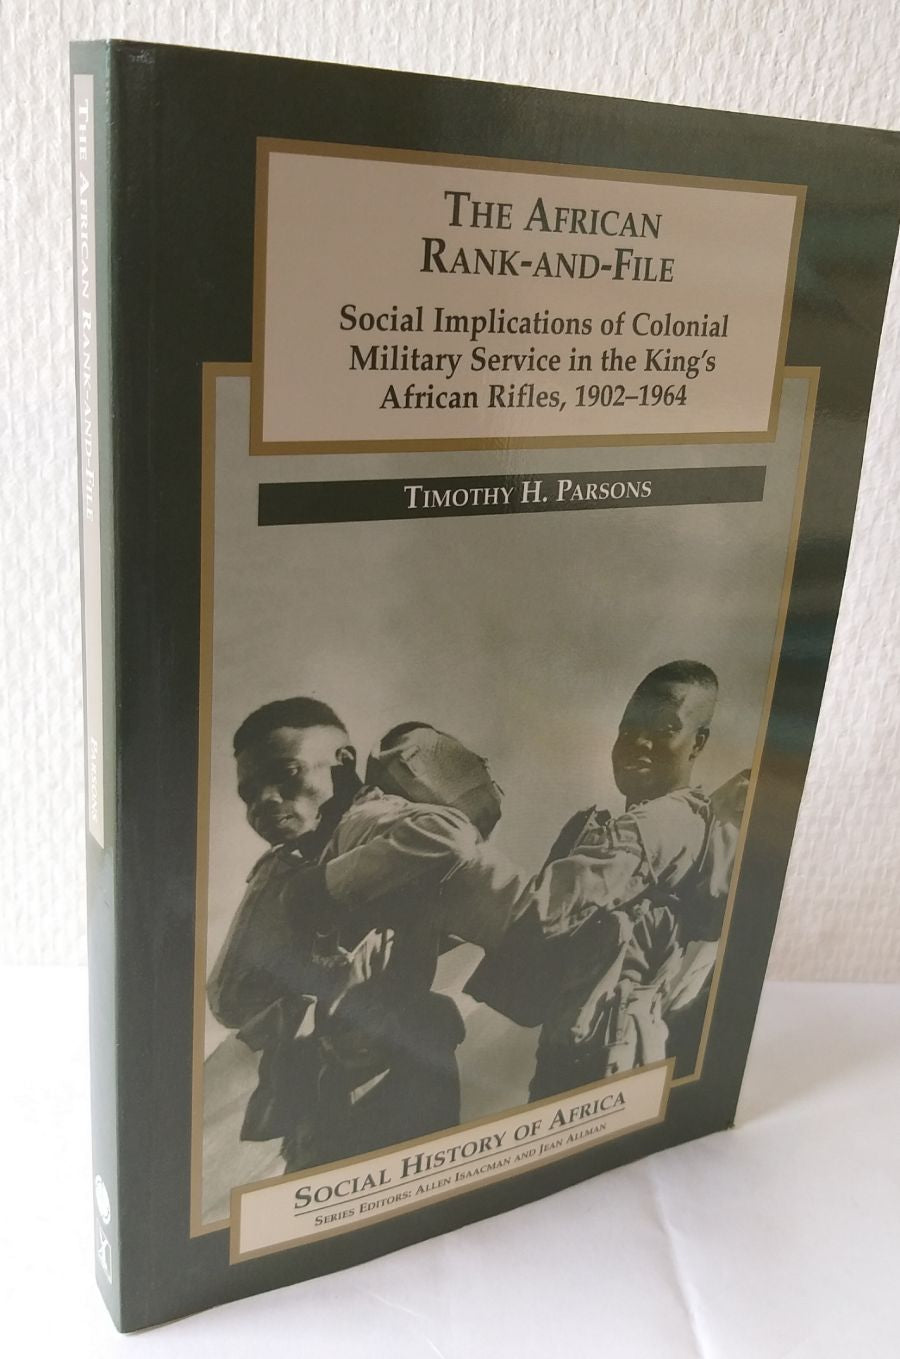 THE AFRICAN
RANK-AND-FILE
Social Implications of Colonial
Military Service in the King's
African Rifles, 1902–1964
TIMOTHY H. PARSONS
SOCIAL HISTORY OF AFRICA
SERIES EDITORS: ALLEN ISAACMAN AND JEAN ALLMAN
THE AFRICAN RANK-AND-FILE
PARSONS